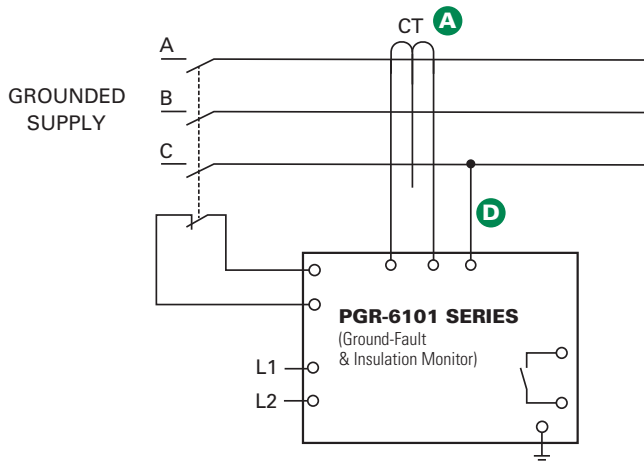 CT A
A
GROUNDED
SUPPLY
B
C
D
PGR-6101 SERIES
(Ground-Fault
& Insulation Monitor)
L1
L2